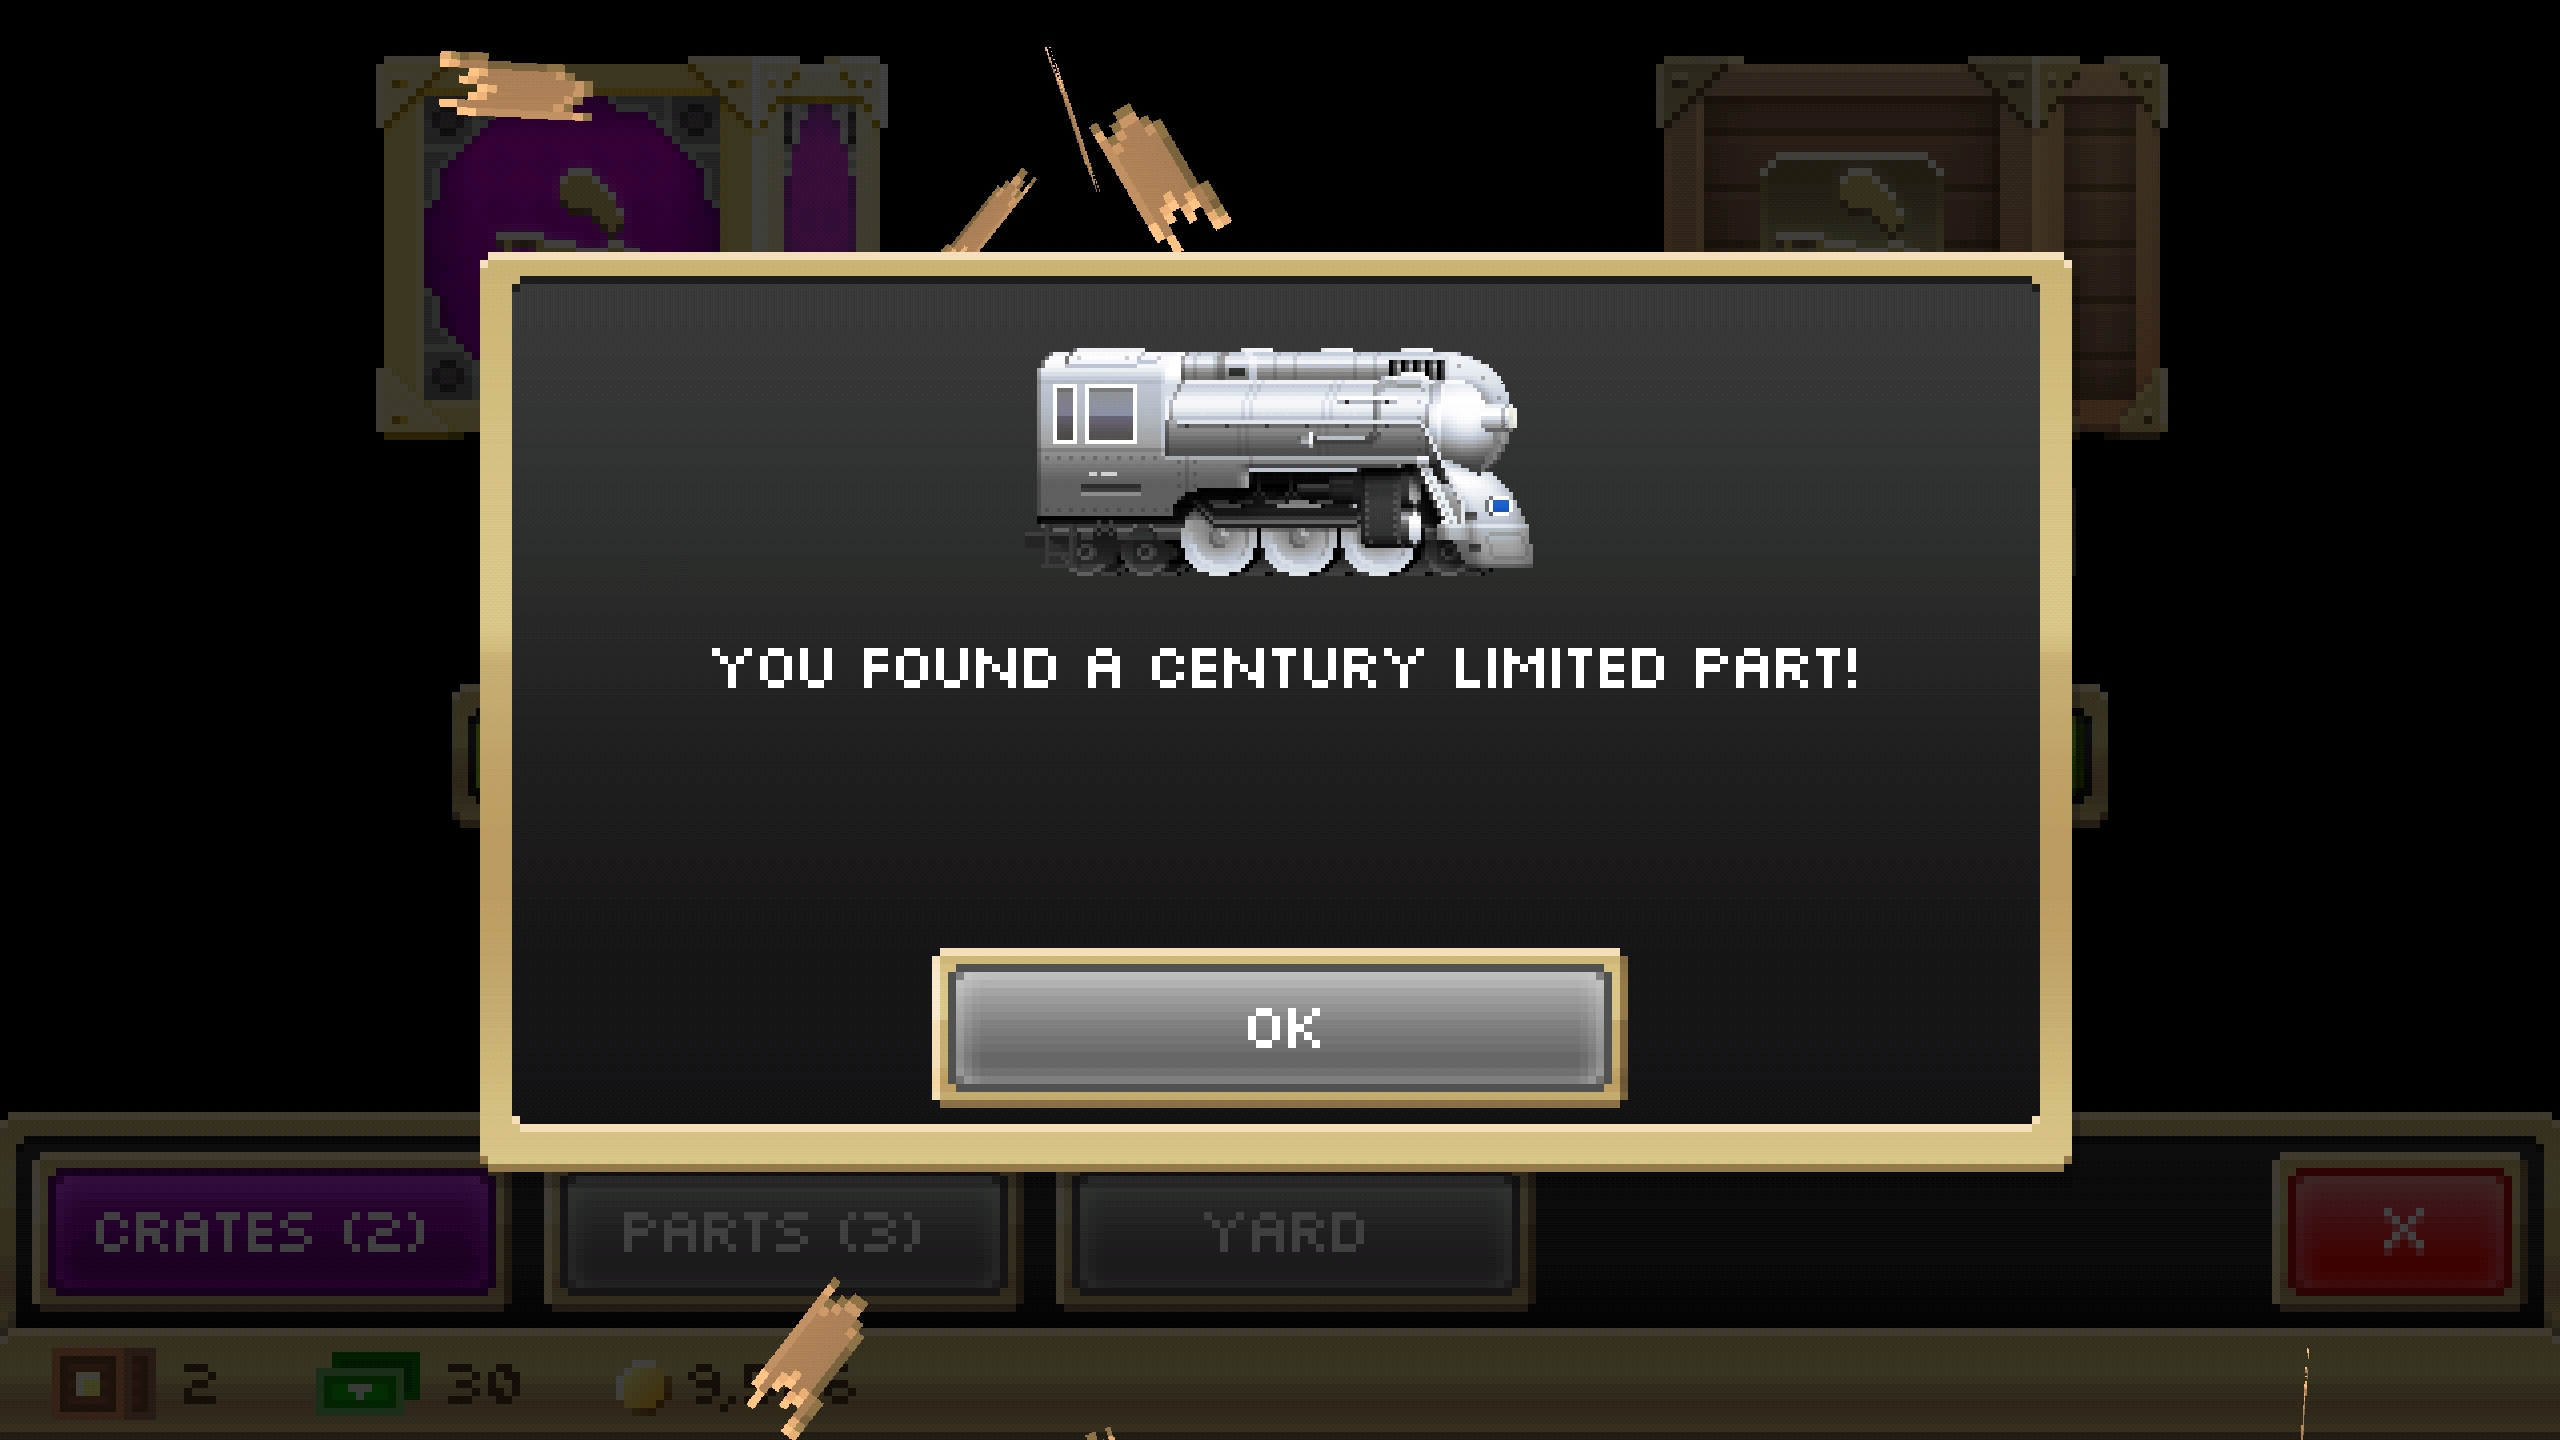 YOU FOUND A CENTURY LIMITED PART!
OK
CRATES (2)
PARTS (3)
YARD
X
2
30